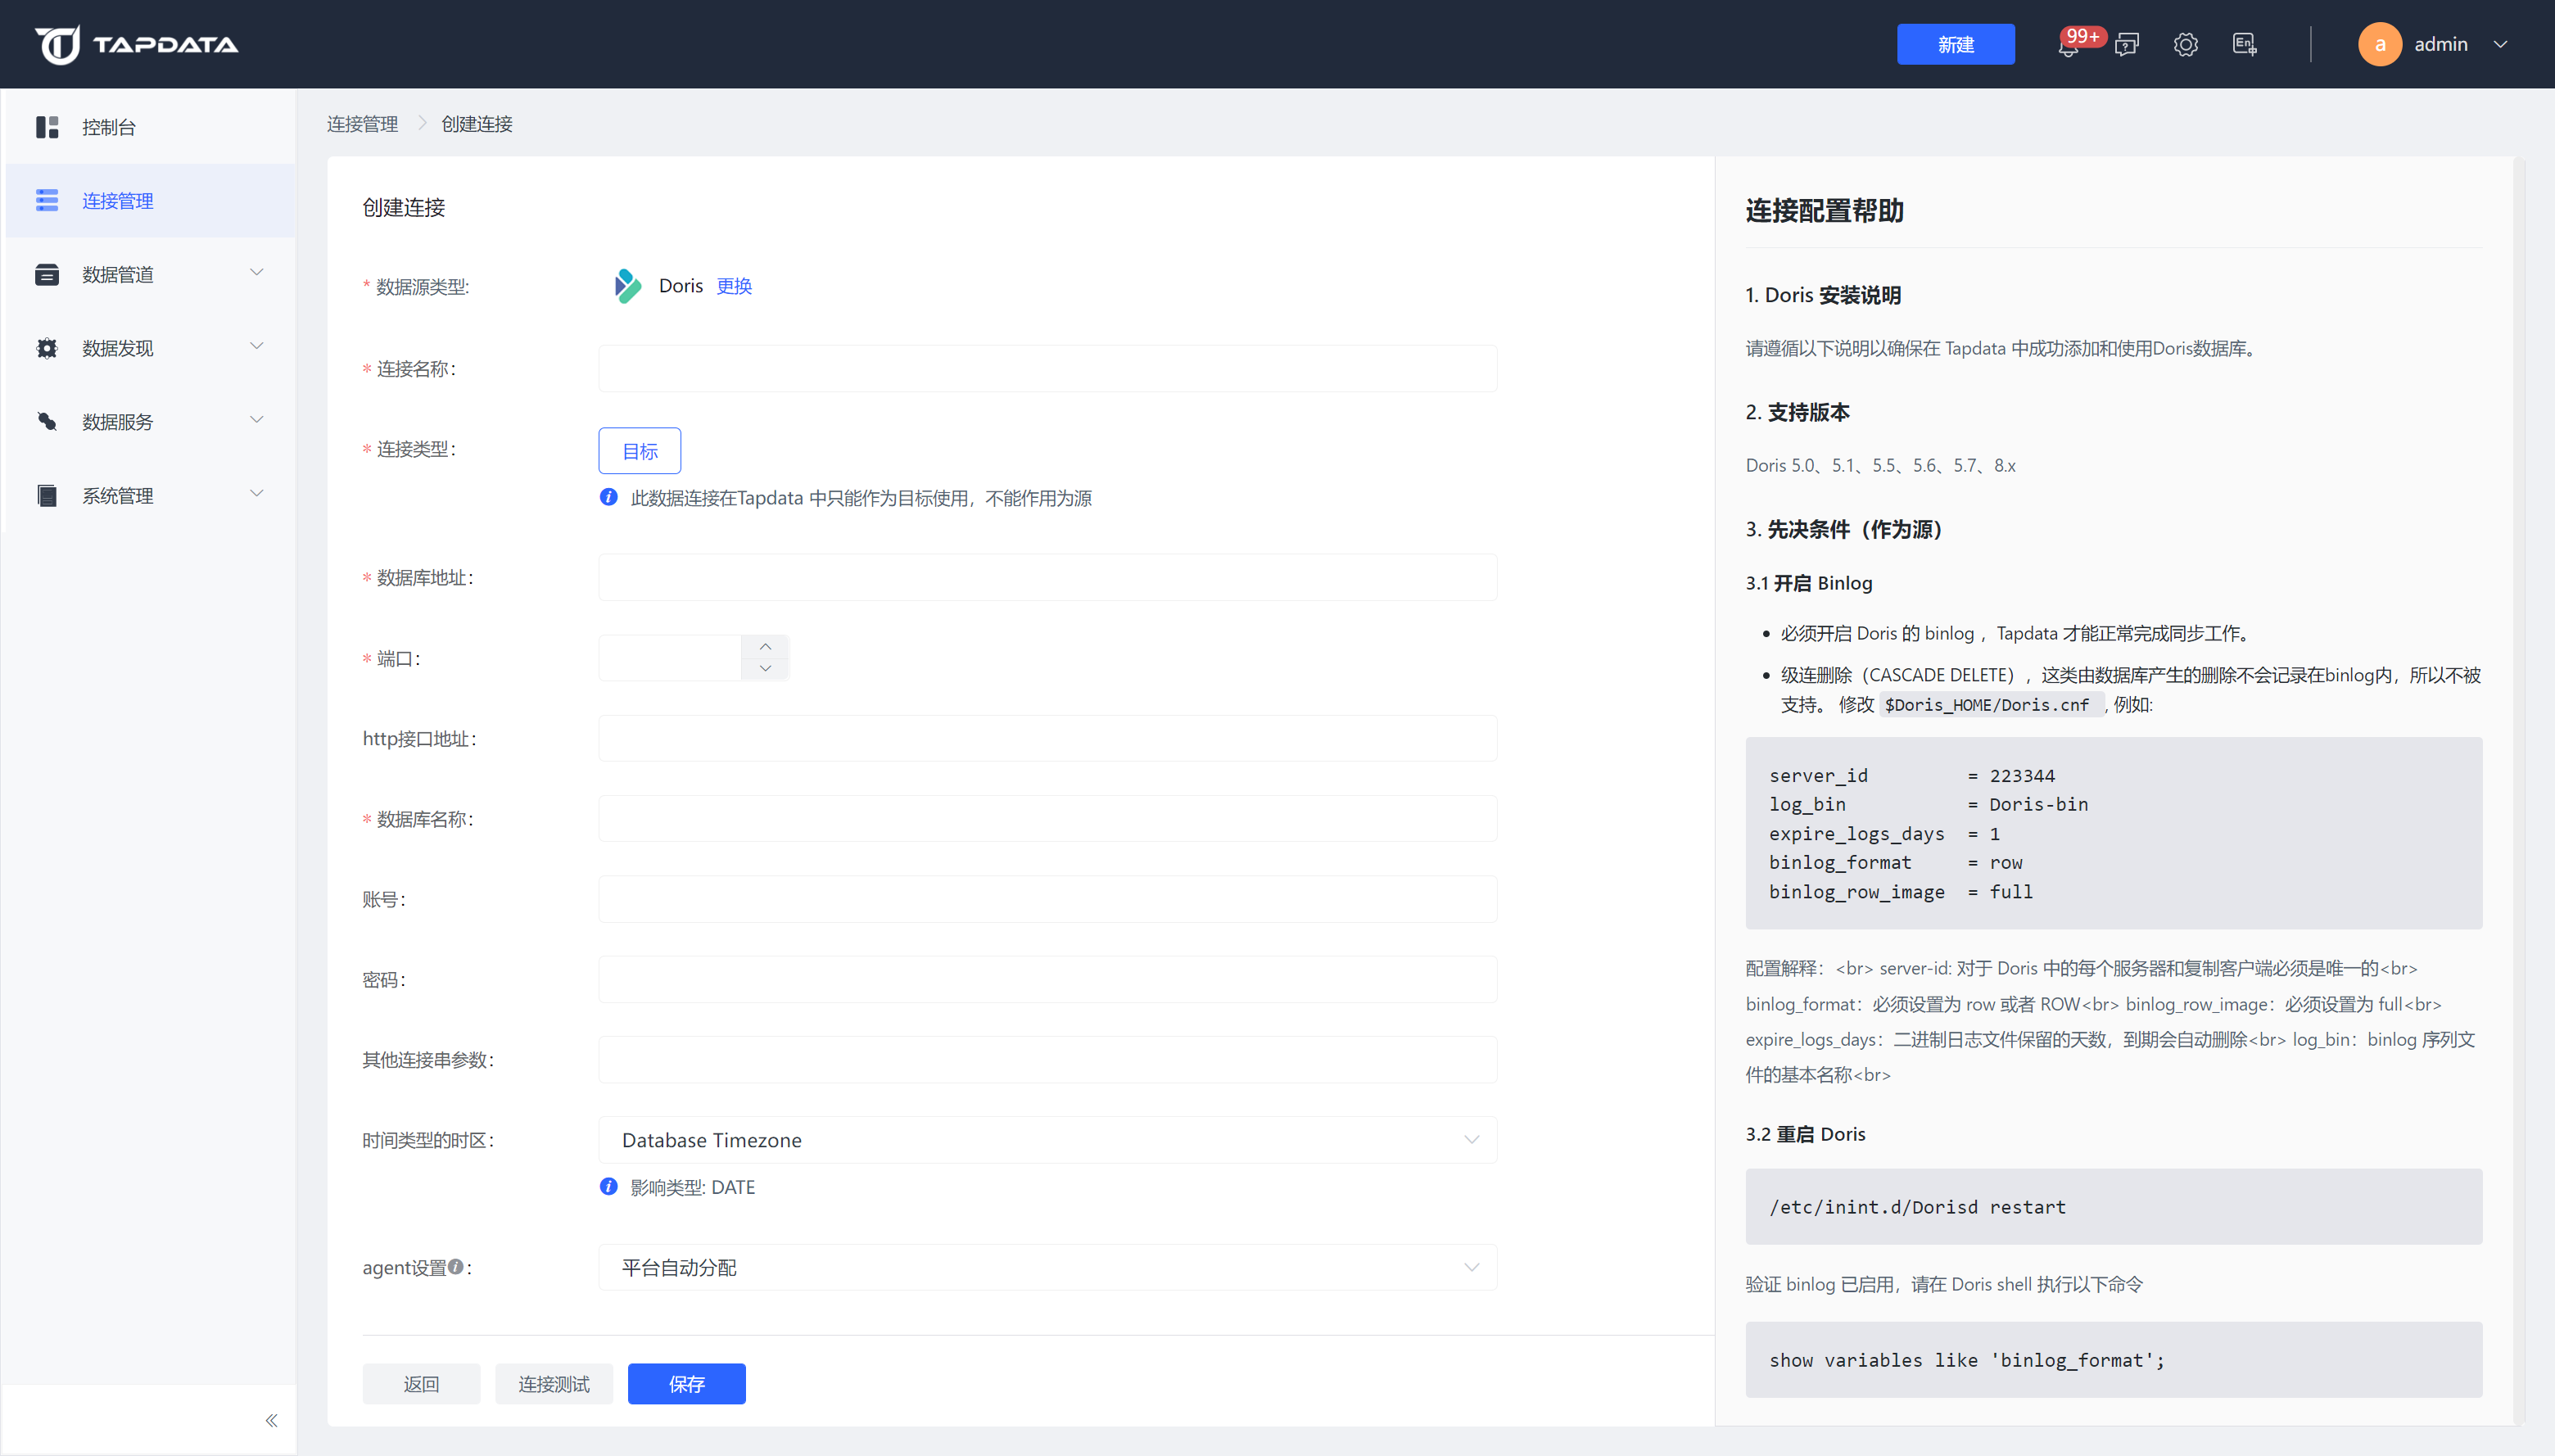 TAPDATA
新建
99+
En
a
admin
控制台
连接管理
数据管道
数据发现
数据服务
系统管理
连接管理
创建连接
创建连接
* 数据源类型:
Doris 更换
* 连接名称:
* 连接类型:
目标
此数据连接在Tapdata 中只能作为目标使用，不能作用为源
* 数据库地址:
* 端口:
http接口地址:
* 数据库名称:
账号:
密码:
其他连接串参数:
时间类型的时区:
Database Timezone
影响类型: DATE
agent设置 :
平台自动分配
返回
连接测试
保存
连接配置帮助
1. Doris 安装说明
请遵循以下说明以确保在 Tapdata 中成功添加和使用Doris数据库。
2. 支持版本
Doris 5.0、5.1、5.5、5.6、5.7、8.x
3. 先决条件（作为源）
3.1 开启 Binlog
• 必须开启 Doris 的 binlog ，Tapdata 才能正常完成同步工作。
• 级连删除（CASCADE DELETE），这类由数据库产生的删除不会记录在binlog内，所以不被
支持。 修改 $Doris_HOME/Doris.cnf , 例如:
server_id = 223344
log_bin = Doris-bin
expire_logs_days = 1
binlog_format = row
binlog_row_image = full
配置解释：<br> server-id: 对于 Doris 中的每个服务器和复制客户端必须是唯一的<br>
binlog_format：必须设置为 row 或者 ROW<br> binlog_row_image：必须设置为 full<br>
expire_logs_days：二进制日志文件保留的天数，到期会自动删除<br> log_bin：binlog 序列文
件的基本名称<br>
3.2 重启 Doris
/etc/inint.d/Dorisd restart
验证 binlog 已启用，请在 Doris shell 执行以下命令
show variables like 'binlog_format';